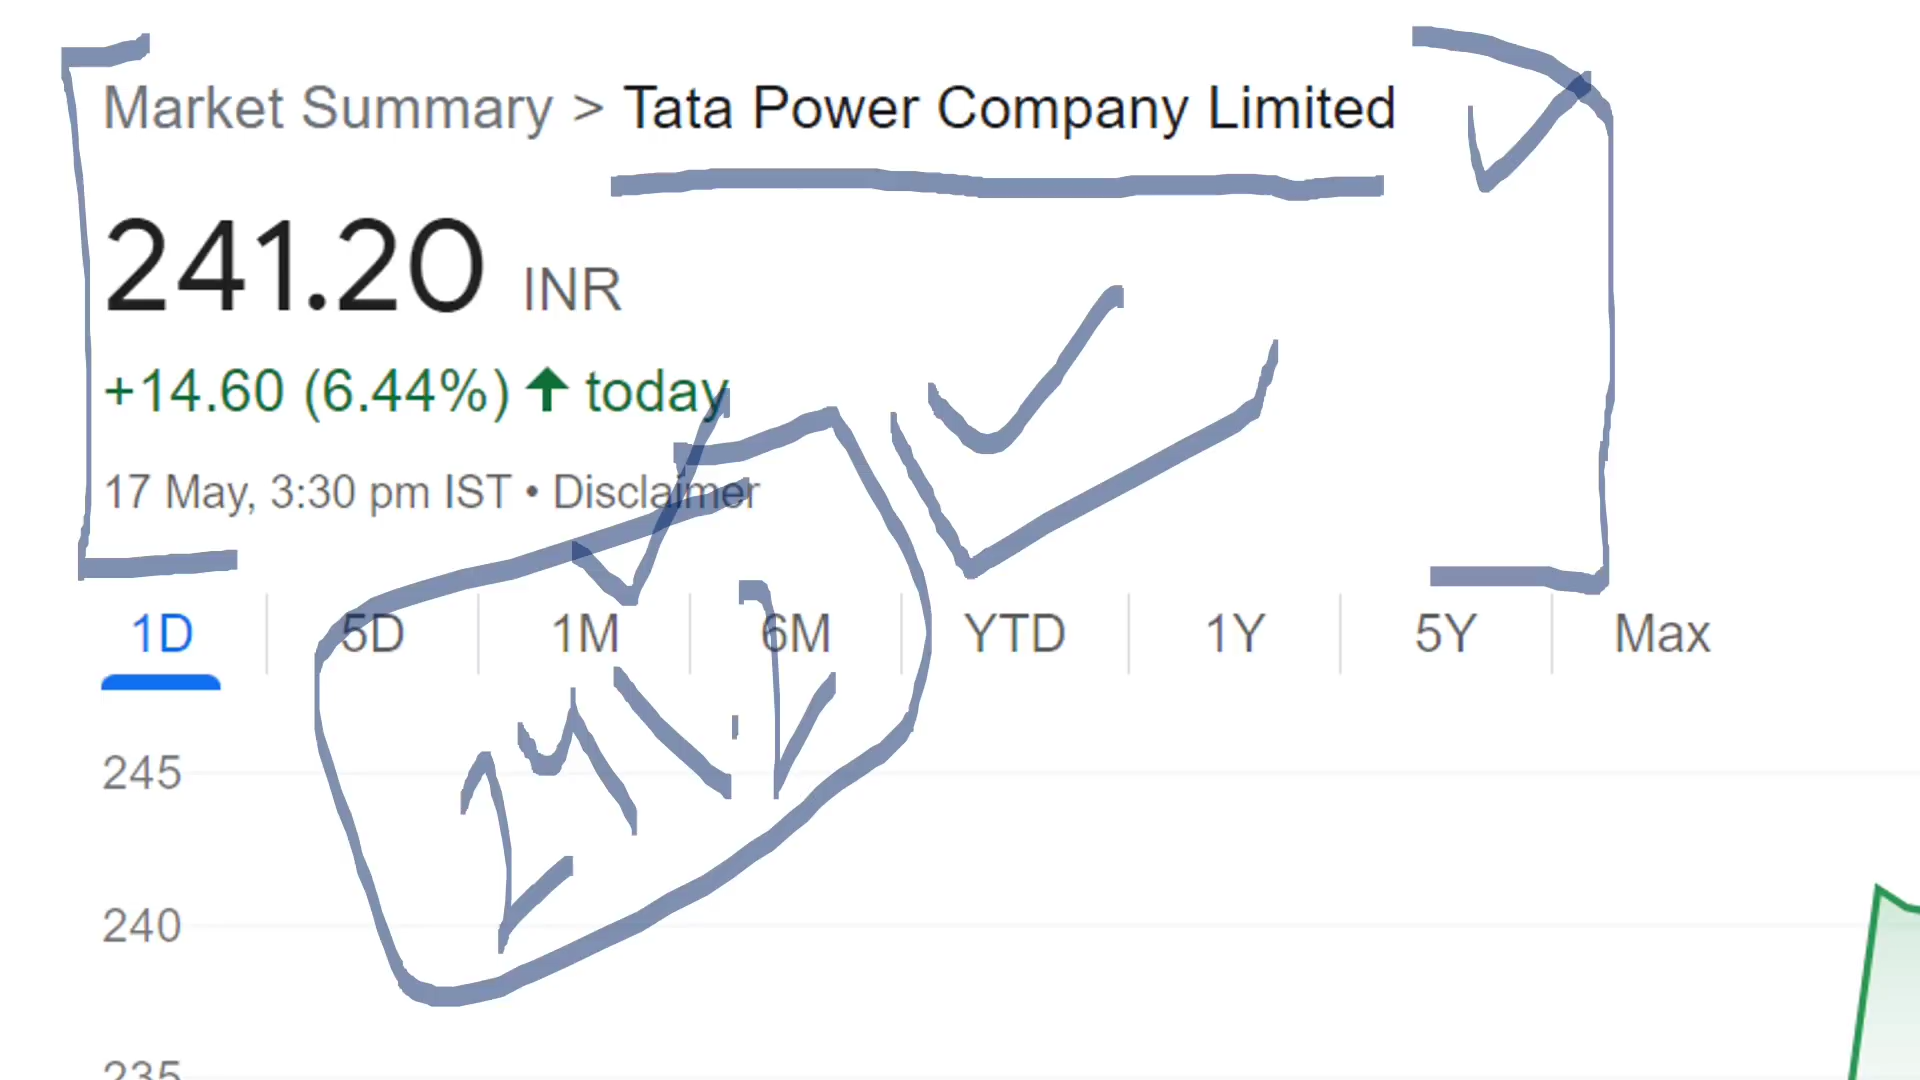 Market Summary > Tata Power Company Limited
241.20 INR
+14.60 (6.44%) ↑ today
17 May, 3:30 pm IST • Disclaimer
1D 5D 1M 6M YTD 1Y 5Y Max
241.2
245
240
235